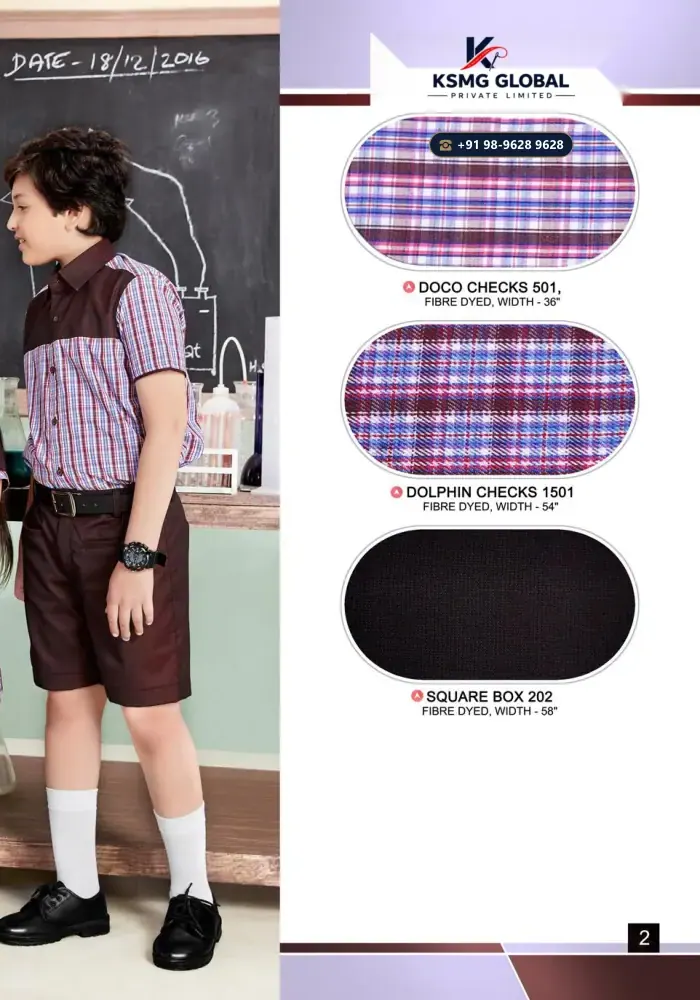 DATE - 18/12/2016
at
H
KSMG GLOBAL
PRIVATE LIMITED
+91 98-9628 9628
A DOCO CHECKS 501,
FIBRE DYED, WIDTH - 36"
A DOLPHIN CHECKS 1501
FIBRE DYED, WIDTH - 54"
A SQUARE BOX 202
FIBRE DYED, WIDTH - 58"
2